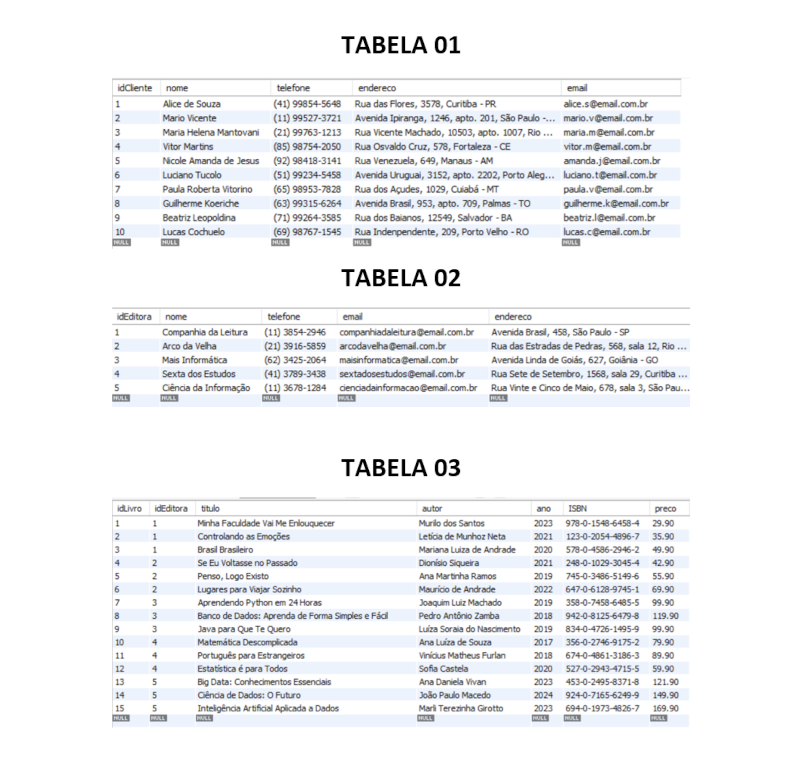 TABELA 01
idCliente nome telefone endereco email
1 Alice de Souza (41) 99854-5648 Rua das Flores, 3578, Curitiba - PR alice.s@email.com.br
2 Mario Vicente (11) 99527-3721 Avenida Ipiranga, 1246, apto. 201, São Paulo -... mario.v@email.com.br
3 Maria Helena Mantovani (21) 99763-1213 Rua Vicente Machado, 10503, apto. 1007, Rio ... maria.m@email.com.br
4 Vitor Martins (85) 98754-2050 Rua Osvaldo Cruz, 578, Fortaleza - CE vitor.m@email.com.br
5 Nicole Amanda de Jesus (92) 98418-3141 Rua Venezuela, 649, Manaus - AM amanda.j@email.com.br
6 Luciano Tucolo (51) 99234-5458 Avenida Uruguai, 3152, apto. 2202, Porto Aleg... luciano.t@email.com.br
7 Paula Roberta Vitorino (65) 98953-7828 Rua dos Açudes, 1029, Cuiabá - MT paula.v@email.com.br
8 Guilherme Koeriche (63) 99315-6264 Avenida Brasil, 953, apto. 709, Palmas - TO guilherme.k@email.com.br
9 Beatriz Leopoldina (71) 99264-3585 Rua dos Baianos, 12549, Salvador - BA beatriz.l@email.com.br
10 Lucas Cochuelo (69) 98767-1545 Rua Indenpendente, 209, Porto Velho - RO lucas.c@email.com.br
NULL NULL NULL NULL NULL
TABELA 02
idEditora nome telefone email endereco
1 Companhia da Leitura (11) 3854-2946 companhiadaleitura@email.com.br Avenida Brasil, 458, São Paulo - SP
2 Arco da Velha (21) 3916-5859 arcodavelha@email.com.br Rua das Estradas de Pedras, 568, sala 12, Rio ...
3 Mais Informática (62) 3425-2064 maisinformatica@email.com.br Avenida Linda de Goiás, 627, Goiânia - GO
4 Sexta dos Estudos (41) 3789-3438 sextadosestudos@email.com.br Rua Sete de Setembro, 1568, sala 29, Curitiba ...
5 Ciência da Informação (11) 3678-1284 cienciadainformacao@email.com.br Rua Vinte e Cinco de Maio, 678, sala 3, São Pau...
NULL NULL NULL NULL NULL
TABELA 03
idLivro idEditora titulo autor ano ISBN preco
1 1 Minha Faculdade Vai Me Enlouquecer Murilo dos Santos 2023 978-0-1548-6458-4 29.90
2 1 Controlando as Emoções Letícia de Munhoz Neta 2021 123-0-2054-4896-7 35.90
3 1 Brasil Brasileiro Mariana Luiza de Andrade 2020 578-0-4586-2946-2 49.90
4 2 Se Eu Voltasse no Passado Dionísio Siqueira 2021 248-0-1029-3045-4 42.90
5 2 Penso, Logo Existo Ana Martinha Ramos 2019 745-0-3486-5149-6 55.90
6 2 Lugares para Viajar Sozinho Maurício de Andrade 2022 647-0-6128-9745-1 69.90
7 3 Aprendendo Python em 24 Horas Joaquim Luiz Machado 2019 358-0-7458-6485-5 99.90
8 3 Banco de Dados: Aprenda de Forma Simples e Fácil Pedro Antônio Zamba 2018 942-0-8125-6479-8 119.90
9 3 Java para Que Te Quero Luíza Soraia do Nascimento 2019 834-0-4726-1495-9 99.90
10 4 Matemática Descomplicada Ana Luíza de Souza 2017 356-0-2746-9175-2 79.90
11 4 Português para Estrangeiros Vinícius Matheus Furlan 2018 674-0-4861-3186-3 89.90
12 4 Estatística é para Todos Sofia Castela 2020 527-0-2943-4715-5 59.90
13 5 Big Data: Conhecimentos Essenciais Ana Daniela Vivan 2023 453-0-2495-8371-8 121.90
14 5 Ciência de Dados: O Futuro João Paulo Macedo 2024 924-0-7165-6249-9 149.90
15 5 Inteligência Artificial Aplicada a Dados Marli Terezinha Girotto 2023 694-0-1973-4826-7 169.90
NULL NULL NULL NULL NULL NULL NULL